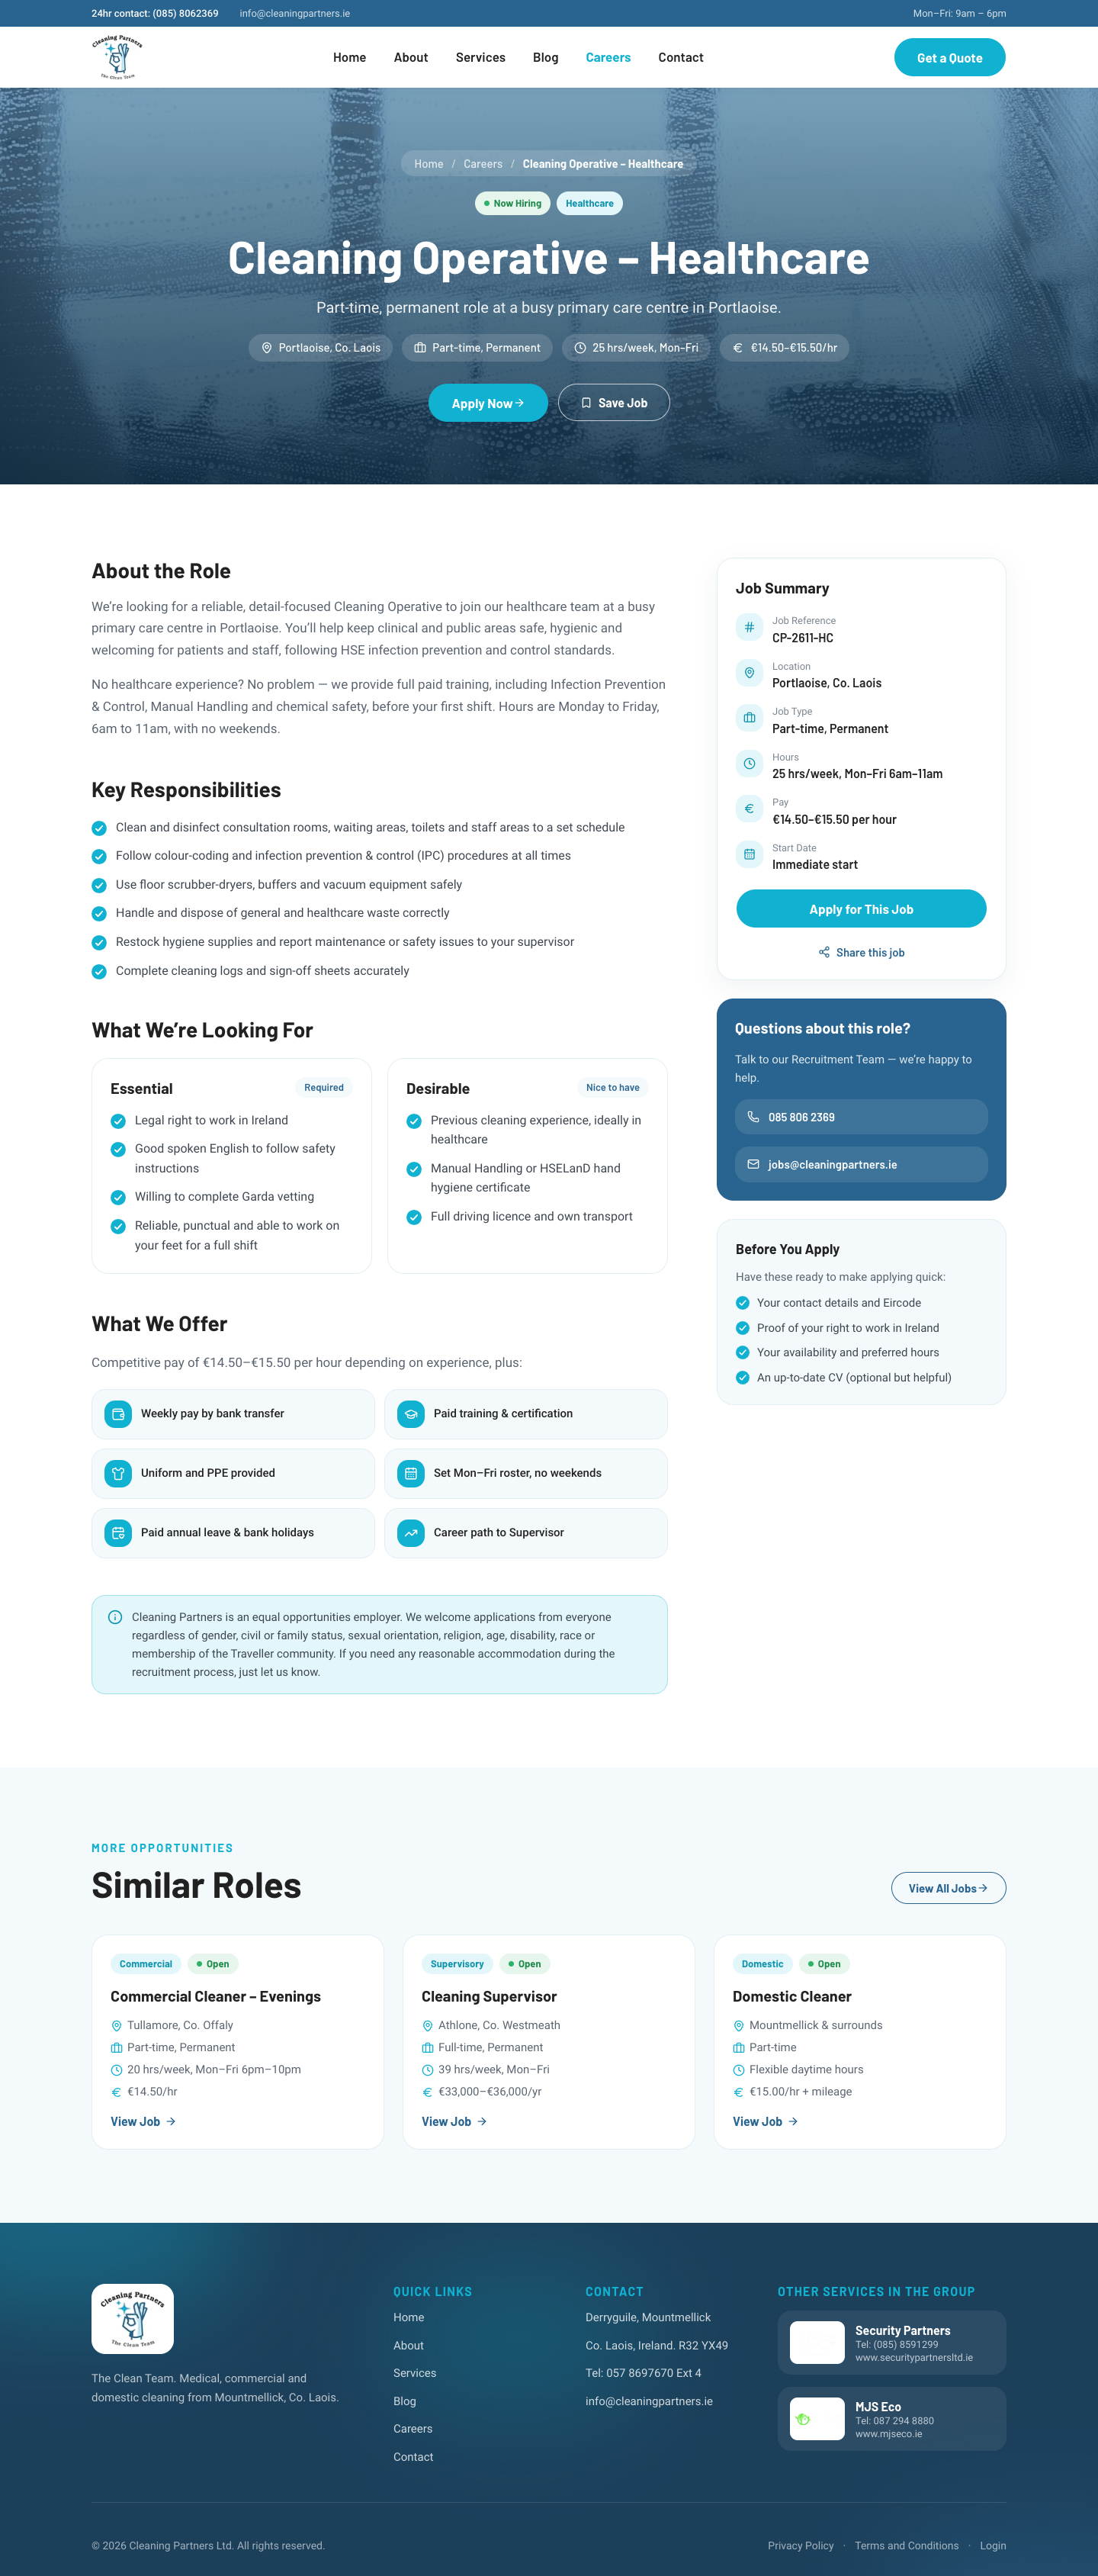 24hr contact: (085) 8062369
info@cleaningpartners.ie
Mon–Fri: 9am – 6pm
Cleaning Partners
The Clean Team
Home
About
Services
Blog
Careers
Contact
Get a Quote
Home / Careers / Cleaning Operative – Healthcare
Now Hiring
Healthcare
Cleaning Operative – Healthcare
Part-time, permanent role at a busy primary care centre in Portlaoise.
Portlaoise, Co. Laois
Part-time, Permanent
25 hrs/week, Mon–Fri
€14.50–€15.50/hr
Apply Now
Save Job
About the Role
We’re looking for a reliable, detail-focused Cleaning Operative to join our healthcare team at a busy
primary care centre in Portlaoise. You’ll help keep clinical and public areas safe, hygienic and
welcoming for patients and staff, following HSE infection prevention and control standards.
No healthcare experience? No problem — we provide full paid training, including Infection Prevention
& Control, Manual Handling and chemical safety, before your first shift. Hours are Monday to Friday,
6am to 11am, with no weekends.
Key Responsibilities
Clean and disinfect consultation rooms, waiting areas, toilets and staff areas to a set schedule
Follow colour-coding and infection prevention & control (IPC) procedures at all times
Use floor scrubber-dryers, buffers and vacuum equipment safely
Handle and dispose of general and healthcare waste correctly
Restock hygiene supplies and report maintenance or safety issues to your supervisor
Complete cleaning logs and sign-off sheets accurately
What We’re Looking For
Essential
Required
Legal right to work in Ireland
Good spoken English to follow safety
instructions
Willing to complete Garda vetting
Reliable, punctual and able to work on
your feet for a full shift
Desirable
Nice to have
Previous cleaning experience, ideally in
healthcare
Manual Handling or HSELanD hand
hygiene certificate
Full driving licence and own transport
What We Offer
Competitive pay of €14.50–€15.50 per hour depending on experience, plus:
Weekly pay by bank transfer
Paid training & certification
Uniform and PPE provided
Set Mon–Fri roster, no weekends
Paid annual leave & bank holidays
Career path to Supervisor
Cleaning Partners is an equal opportunities employer. We welcome applications from everyone
regardless of gender, civil or family status, sexual orientation, religion, age, disability, race or
membership of the Traveller community. If you need any reasonable accommodation during the
recruitment process, just let us know.
Job Summary
Job Reference
CP-2611-HC
Location
Portlaoise, Co. Laois
Job Type
Part-time, Permanent
Hours
25 hrs/week, Mon–Fri 6am–11am
Pay
€14.50–€15.50 per hour
Start Date
Immediate start
Apply for This Job
Share this job
Questions about this role?
Talk to our Recruitment Team — we’re happy to
help.
085 806 2369
jobs@cleaningpartners.ie
Before You Apply
Have these ready to make applying quick:
Your contact details and Eircode
Proof of your right to work in Ireland
Your availability and preferred hours
An up-to-date CV (optional but helpful)
MORE OPPORTUNITIES
Similar Roles
View All Jobs
Commercial
Open
Commercial Cleaner – Evenings
Tullamore, Co. Offaly
Part-time, Permanent
20 hrs/week, Mon–Fri 6pm–10pm
€14.50/hr
View Job
Supervisory
Open
Cleaning Supervisor
Athlone, Co. Westmeath
Full-time, Permanent
39 hrs/week, Mon–Fri
€33,000–€36,000/yr
View Job
Domestic
Open
Domestic Cleaner
Mountmellick & surrounds
Part-time
Flexible daytime hours
€15.00/hr + mileage
View Job
Cleaning Partners
The Clean Team
The Clean Team. Medical, commercial and
domestic cleaning from Mountmellick, Co. Laois.
QUICK LINKS
Home
About
Services
Blog
Careers
Contact
CONTACT
Derryguile, Mountmellick
Co. Laois, Ireland. R32 YX49
Tel: 057 8697670 Ext 4
info@cleaningpartners.ie
OTHER SERVICES IN THE GROUP
Security Partners
Tel: (085) 8591299
www.securitypartnersltd.ie
MJS Eco
Tel: 087 294 8880
www.mjseco.ie
© 2026 Cleaning Partners Ltd. All rights reserved.
Privacy Policy · Terms and Conditions · Login